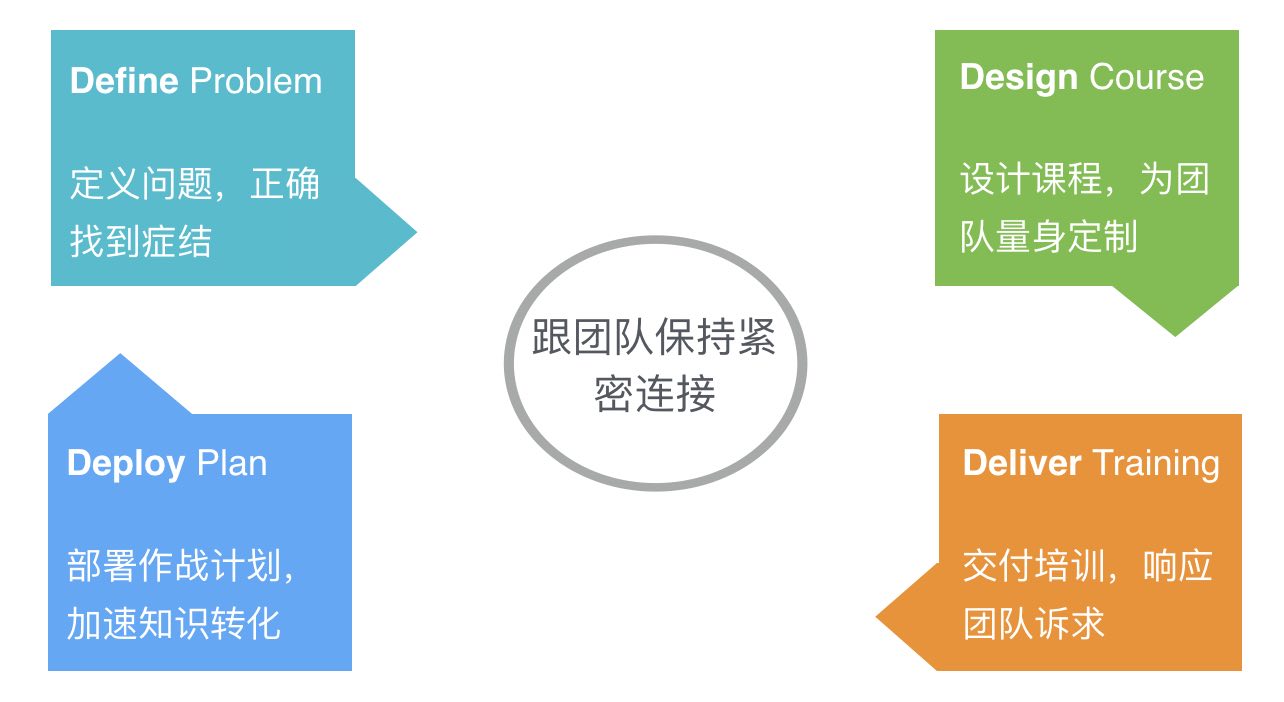 Define Problem
定义问题，正确
找到症结
Design Course
设计课程，为团
队量身定制
跟团队保持紧
密连接
Deploy Plan
部署作战计划，
加速知识转化
Deliver Training
交付培训，响应
团队诉求